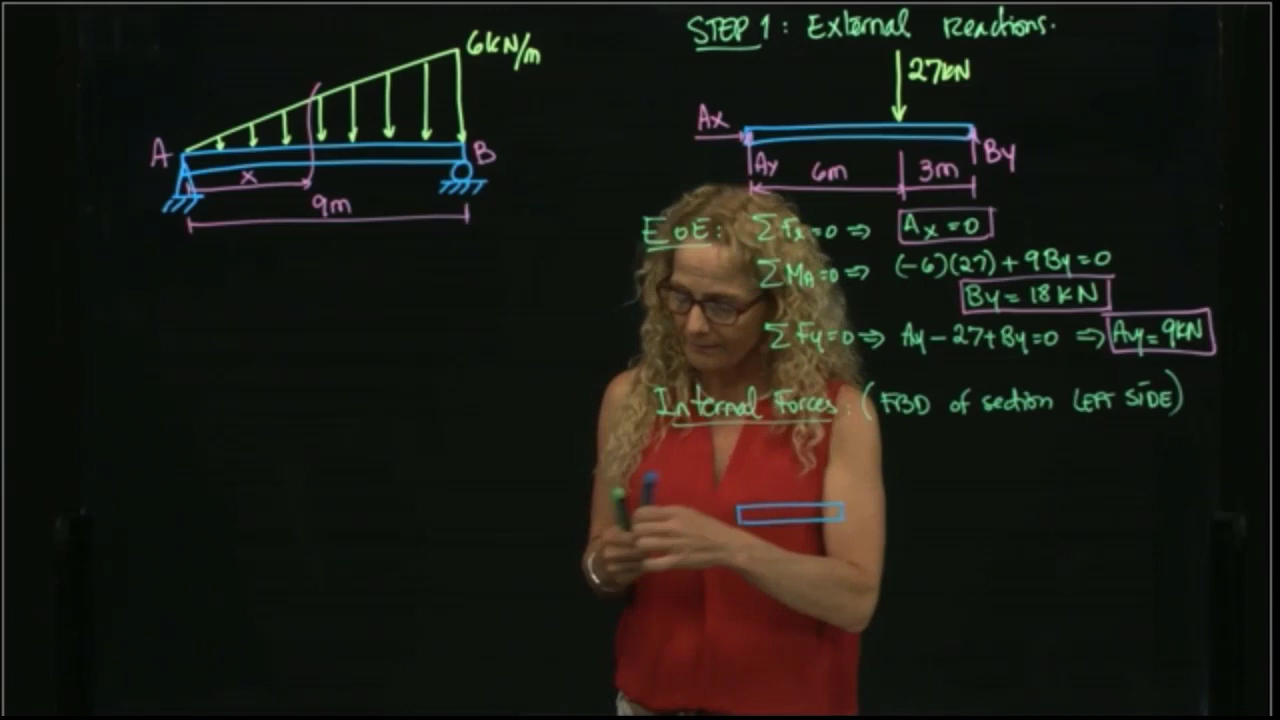 6kN/m
A
B
x
9m
STEP 1: External Reactions.
27kN
Ax
Ay
By
6m
3m
EoE: ΣFx=0 ⇒ Ax=0
ΣMA=0 ⇒ (-6)(27)+9By=0
By=18kN
ΣFy=0 ⇒ Ay-27+By=0 ⇒ Ay=9kN
Internal Forces: (FBD of section LEFT SIDE)